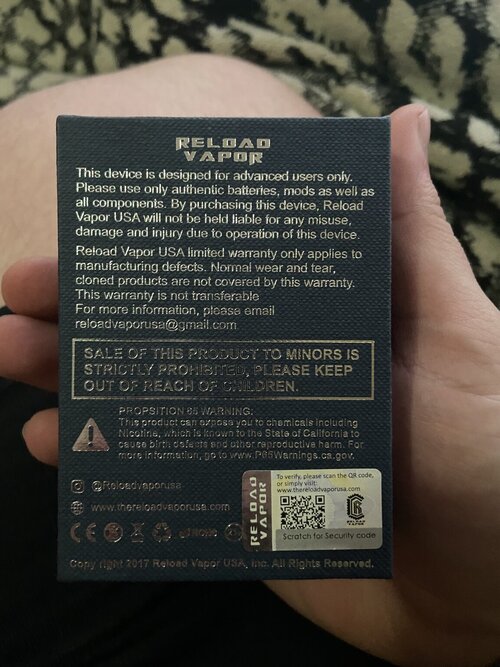 RELOAD
VAPOR
This device is designed for advanced users only.
Please use only authentic batteries, mods as well as
all components. By purchasing this device, Reload
Vapor USA will not be held liable for any misuse,
damage and injury due to operation of this device.
Reload Vapor USA limited warranty only applies to
manufacturing defects. Normal wear and tear,
cloned products are not covered by this warranty.
This warranty is not transferable
For more information, please email
reloadvaporusa@gmail.com
SALE OF THIS PRODUCT TO MINORS IS
STRICTLY PROHIBITED, PLEASE KEEP
OUT OF REACH OF CHILDREN.
PROPSITION 65 WARNING:
This product can expose you to chemicals including
Nicotine, which is known to the State of California to
cause birth defects and other reproductive harm. For
more information, go to www.P65Warnings.ca.gov.
@Reloadvaporusa
www.thereloadvaporusa.com
CE RoHS
RELOAD
VAPOR
To verify, please scan the QR code,
or simply visit:
www.thereloadvaporusa.com
RELOAD
VAPOR
Scratch for Security code
Copy right 2017 Reload Vapor USA, Inc. All Rights Reserved.